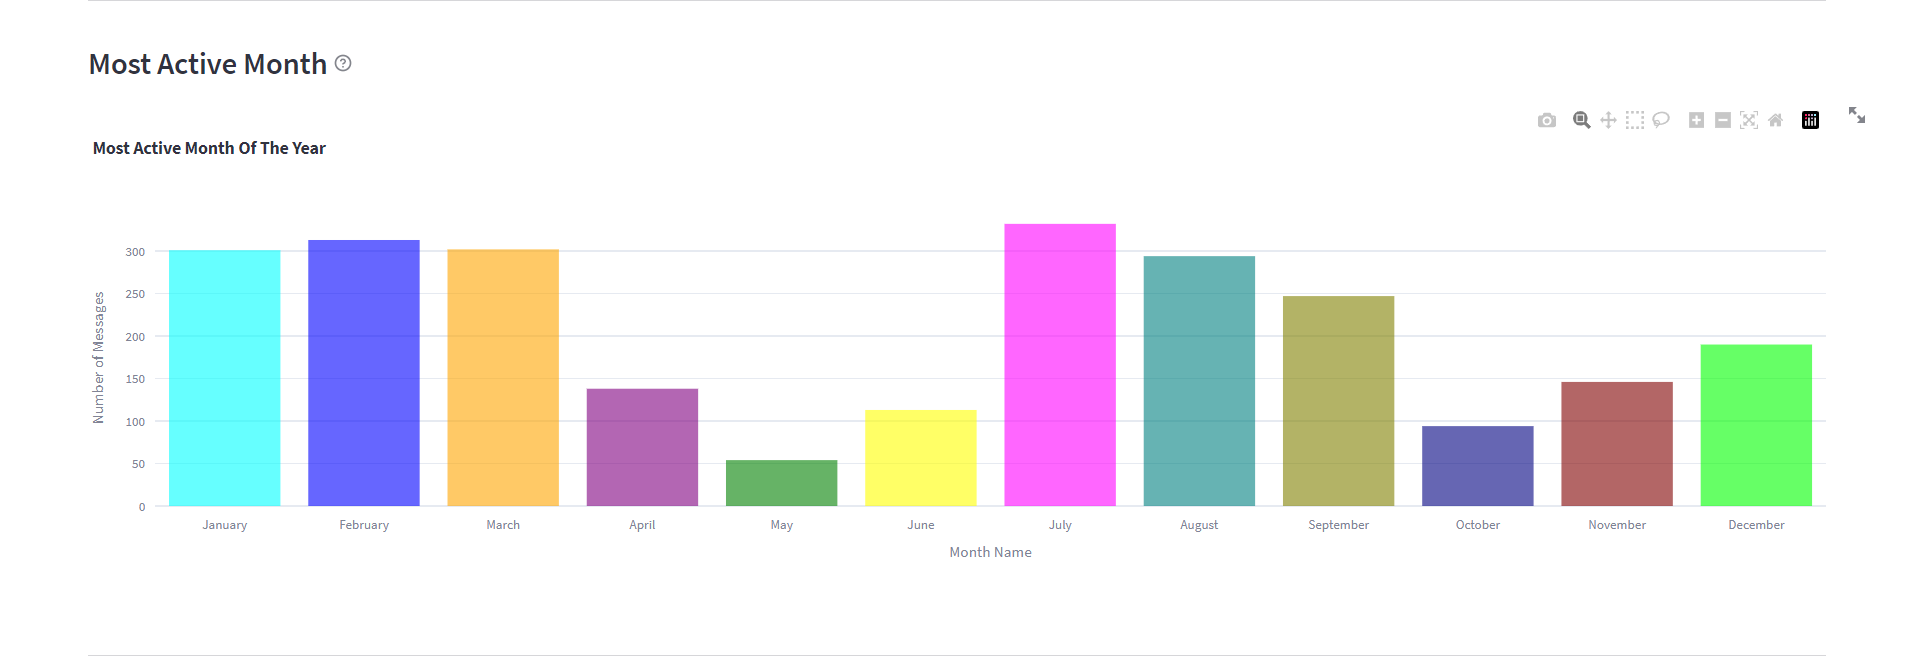 Most Active Month
Most Active Month Of The Year
Number of Messages
300
250
200
150
100
50
0
January February March April May June July August September October November December
Month Name